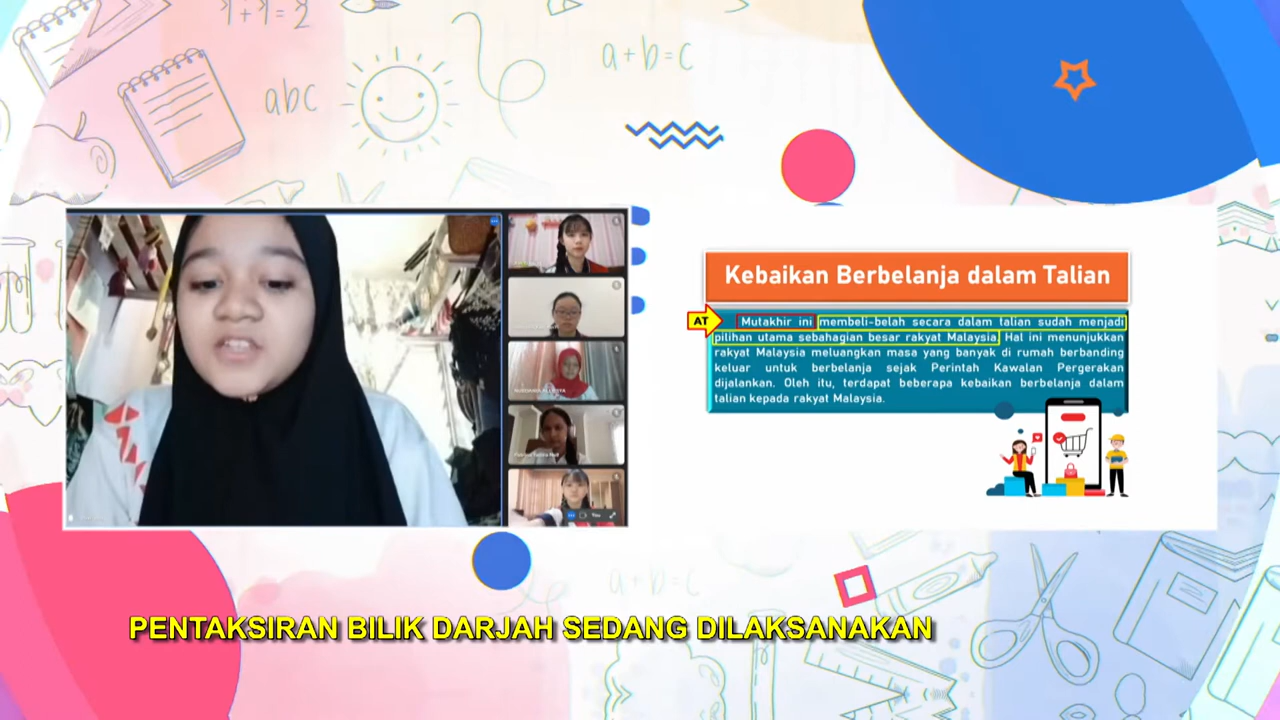 a+b=c
abc
Kebaikan Berbelanja dalam Talian
AT
Mutakhir ini membeli-belah secara dalam talian sudah menjadi
pilihan utama sebahagian besar rakyat Malaysia. Hal ini menunjukkan
rakyat Malaysia meluangkan masa yang banyak di rumah berbanding
keluar untuk berbelanja sejak Perintah Kawalan Pergerakan
dijalankan. Oleh itu, terdapat beberapa kebaikan berbelanja dalam
talian kepada rakyat Malaysia.
a+b=c
PENTAKSIRAN BILIK DARJAH SEDANG DILAKSANAKAN